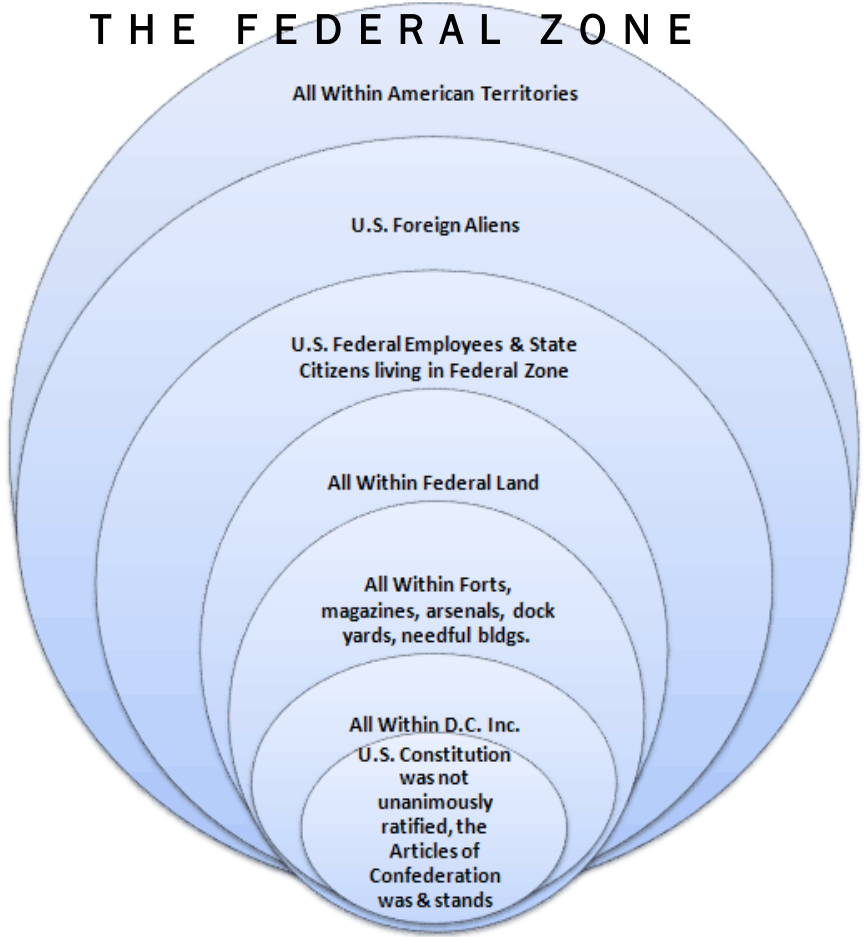 THE FEDERAL ZONE
All Within American Territories
U.S. Foreign Aliens
U.S. Federal Employees & State
Citizens living in Federal Zone
All Within Federal Land
All Within Forts,
magazines, arsenals, dock
yards, needful bldgs.
All Within D.C. Inc.
U.S. Constitution
was not
unanimously
ratified, the
Articles of
Confederation
was & stands